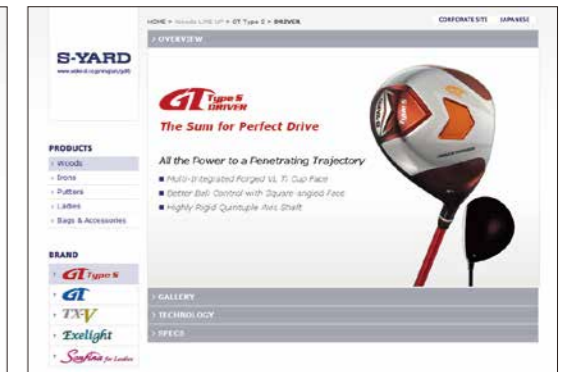 HOME > Woods LINE UP > GT Type S > DRIVER
CORPORATE SITE JAPANESE
S-YARD
> OVERVIEW
GT Type S
DRIVER
The Sum for Perfect Drive
All the Power to a Penetrating Trajectory
Multi-Integrated Forged VL Ti Cup Face
Better Ball Control with Square-angled Face
Highly Rigid Quintuple Axis Shaft
PRODUCTS
› Woods
› Irons
› Putters
› Ladies
› Bags & Accessories
BRAND
› GT Type S
› GT
› TX-V
› Exelight
› Sonfina for Ladies
> GALLERY
> TECHNOLOGY
> SPECS